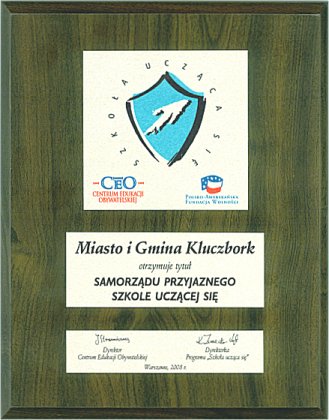 SZKOŁA UCZĄCA SIĘ
CEO
CENTRUM EDUKACJI
OBYWATELSKIEJ
POLSKO-AMERYKAŃSKA
FUNDACJA WOLNOŚCI
Miasto i Gmina Kluczbork
otrzymuje tytuł
SAMORZĄDU PRZYJAZNEGO
SZKOLE UCZĄCEJ SIĘ
Dyrektor
Centrum Edukacji Obywatelskiej
Dyrektorka
Programu „Szkoła ucząca się"
Warszawa, 2008 r.